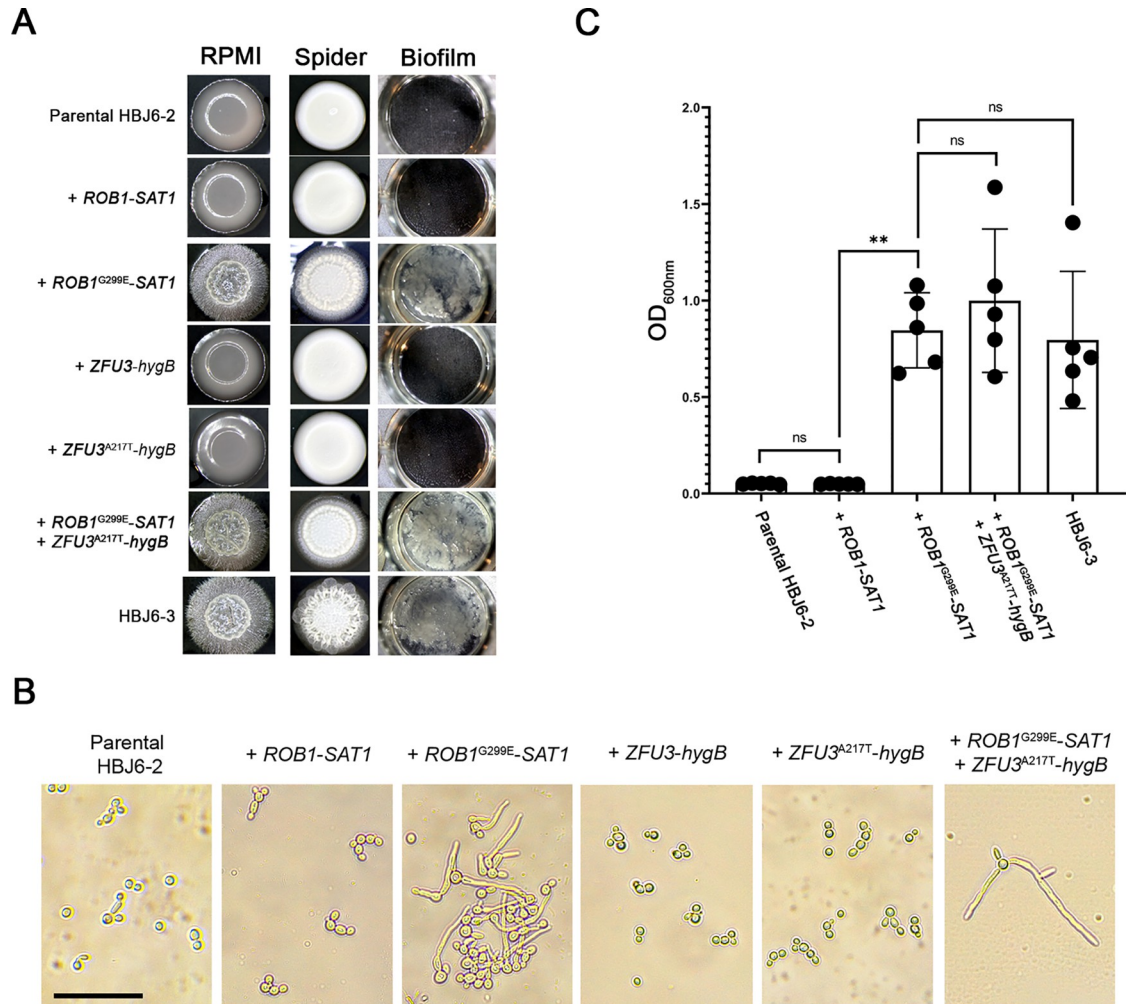 A
RPMI Spider Biofilm
Parental HBJ6-2
+ ROB1-SAT1
+ ROB1G299E-SAT1
+ ZFU3-hygB
+ ZFU3A217T-hygB
+ ROB1G299E-SAT1
+ ZFU3A217T-hygB
HBJ6-3
C
OD600nm
2.0
1.5
1.0
0.5
0.0
ns
ns
**
ns
Parental HBJ6-2
+ ROB1-SAT1
+ ROB1G299E-SAT1
+ ROB1G299E-SAT1
+ ZFU3A217T-hygB
HBJ6-3
B
Parental
HBJ6-2
+ ROB1-SAT1
+ ROB1G299E-SAT1
+ ZFU3-hygB
+ ZFU3A217T-hygB
+ ROB1G299E-SAT1
+ ZFU3A217T-hygB